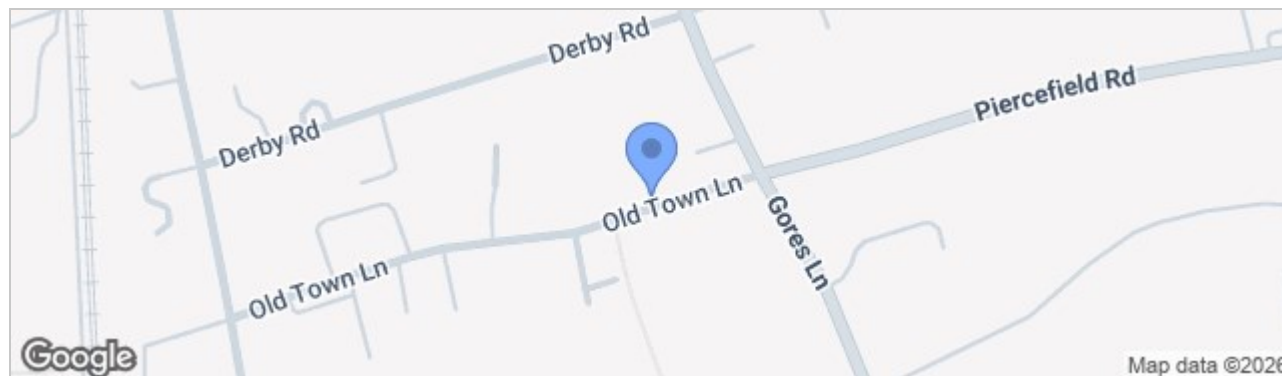 Derby Rd
Piercefield Rd
Derby Rd
Old Town Ln
Gores Ln
Old Town Ln
Google
Map data ©2026